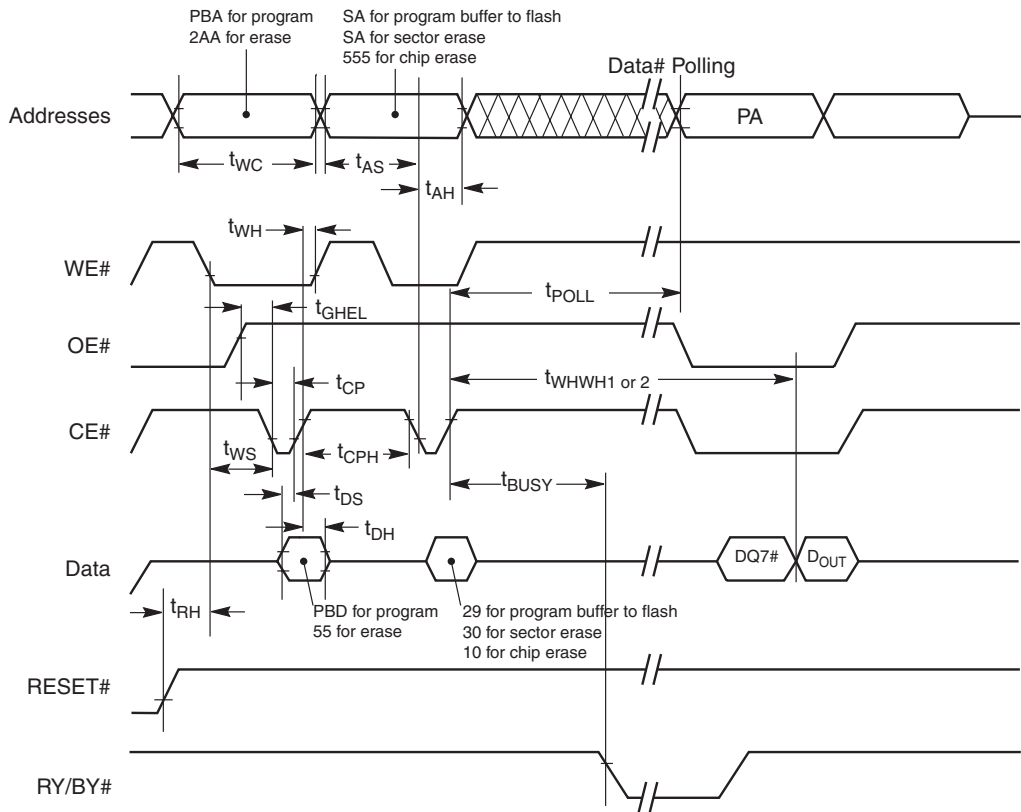 PBA for program
2AA for erase
SA for program buffer to flash
SA for sector erase
555 for chip erase
Data# Polling
Addresses
PA
tWC
tAS
tAH
tWH
WE#
tPOLL
tGHEL
OE#
tWHWH1 or 2
tCP
CE#
tWS
tCPH
tBUSY
tDS
tDH
Data
DQ7#
DOUT
tRH
PBD for program
55 for erase
29 for program buffer to flash
30 for sector erase
10 for chip erase
RESET#
RY/BY#